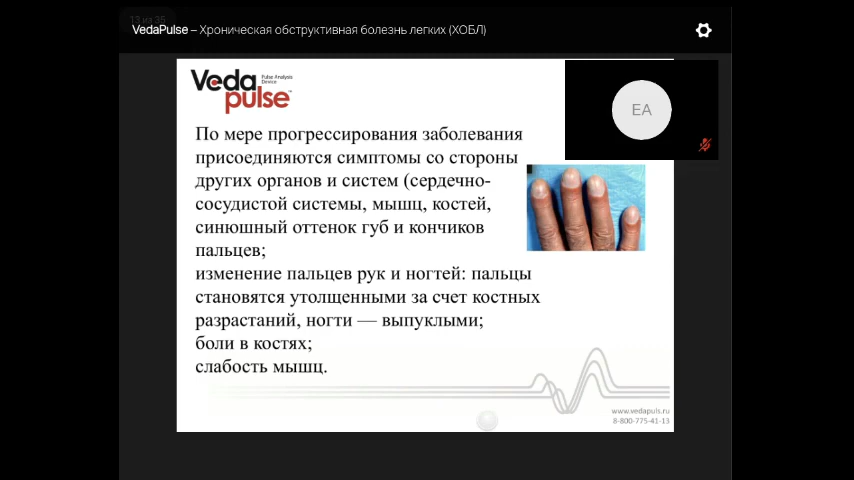 13 из 35
VedaPulse – Хроническая обструктивная болезнь легких (ХОБЛ)
Veda Pulse Analysis Device
pulse™
EA
По мере прогрессирования заболевания
присоединяются симптомы со стороны
других органов и систем (сердечно-
сосудистой системы, мышц, костей,
синюшный оттенок губ и кончиков
пальцев;
изменение пальцев рук и ногтей: пальцы
становятся утолщенными за счет костных
разрастаний, ногти — выпуклыми;
боли в костях;
слабость мышц.
www.vedapuls.ru
8-800-775-41-13